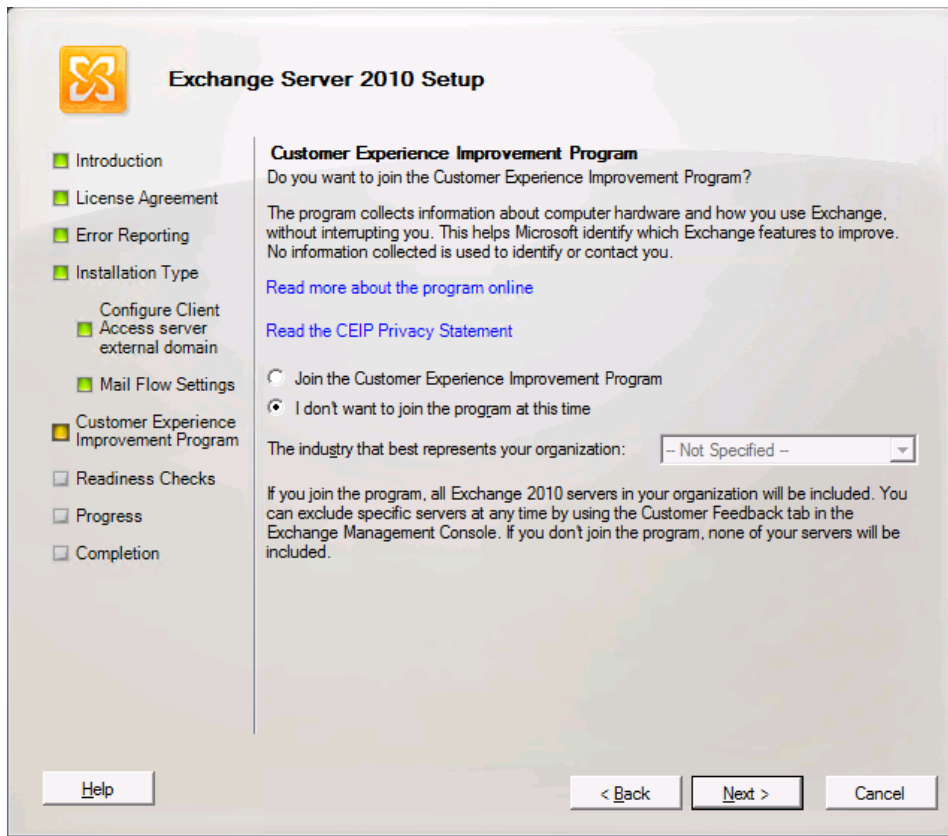 Exchange Server 2010 Setup
Introduction
License Agreement
Error Reporting
Installation Type
Configure Client
Access server
external domain
Mail Flow Settings
Customer Experience
Improvement Program
Readiness Checks
Progress
Completion
Customer Experience Improvement Program
Do you want to join the Customer Experience Improvement Program?
The program collects information about computer hardware and how you use Exchange,
without interrupting you. This helps Microsoft identify which Exchange features to improve.
No information collected is used to identify or contact you.
Read more about the program online
Read the CEIP Privacy Statement
Join the Customer Experience Improvement Program
I don't want to join the program at this time
The industry that best represents your organization:
-- Not Specified --
If you join the program, all Exchange 2010 servers in your organization will be included. You
can exclude specific servers at any time by using the Customer Feedback tab in the
Exchange Management Console. If you don't join the program, none of your servers will be
included.
Help
< Back
Next >
Cancel